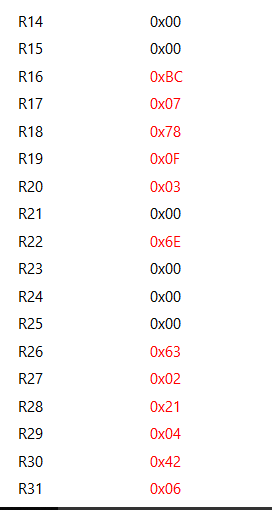 R14 0x00
R15 0x00
R16 0xBC
R17 0x07
R18 0x78
R19 0x0F
R20 0x03
R21 0x00
R22 0x6E
R23 0x00
R24 0x00
R25 0x00
R26 0x63
R27 0x02
R28 0x21
R29 0x04
R30 0x42
R31 0x06